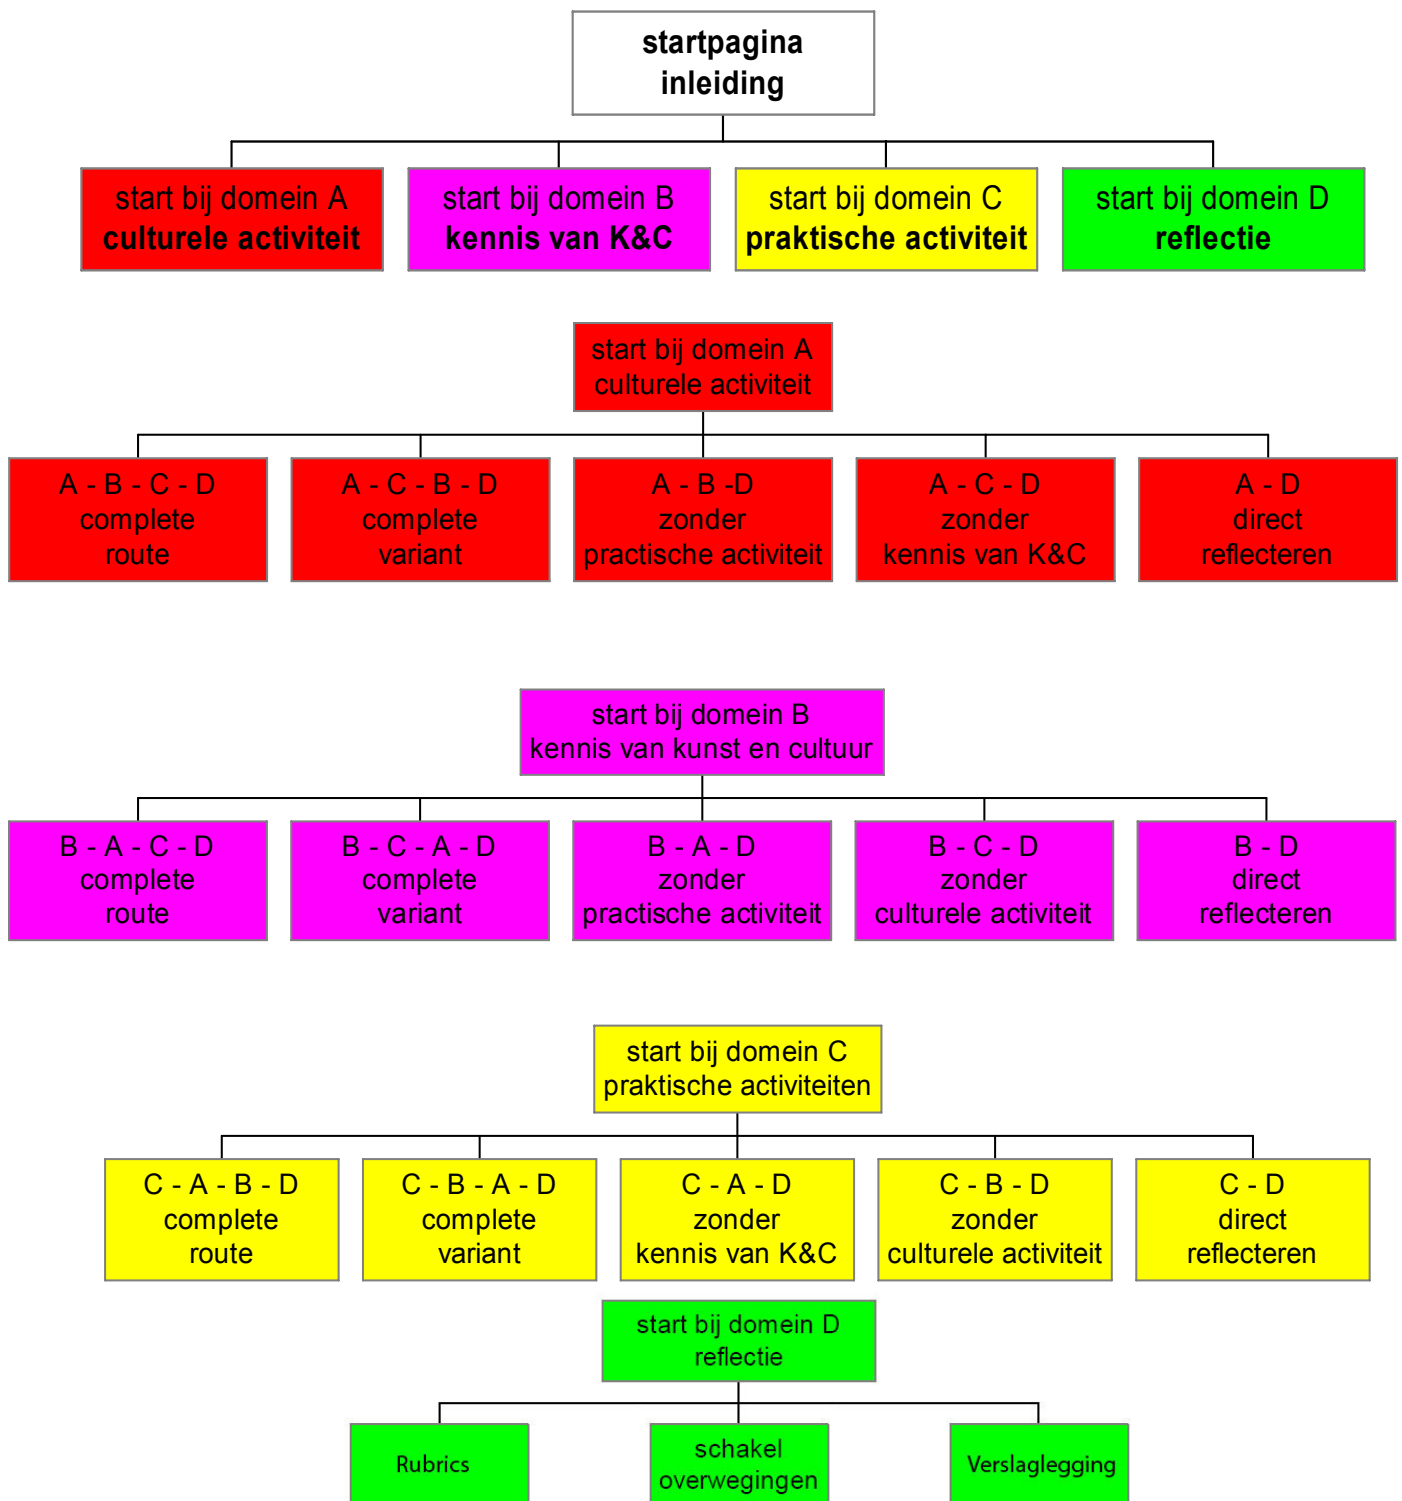 startpagina
inleiding
start bij domein A
culturele activiteit
start bij domein B
kennis van K&C
start bij domein C
praktische activiteit
start bij domein D
reflectie
start bij domein A
culturele activiteit
A - B - C - D
complete
route
A - C - B - D
complete
variant
A - B -D
zonder
practische activiteit
A - C - D
zonder
kennis van K&C
A - D
direct
reflecteren
start bij domein B
kennis van kunst en cultuur
B - A - C - D
complete
route
B - C - A - D
complete
variant
B - A - D
zonder
practische activiteit
B - C - D
zonder
culturele activiteit
B - D
direct
reflecteren
start bij domein C
praktische activiteiten
C - A - B - D
complete
route
C - B - A - D
complete
variant
C - A - D
zonder
kennis van K&C
C - B - D
zonder
culturele activiteit
C - D
direct
reflecteren
start bij domein D
reflectie
Rubrics
schakel
overwegingen
Verslaglegging